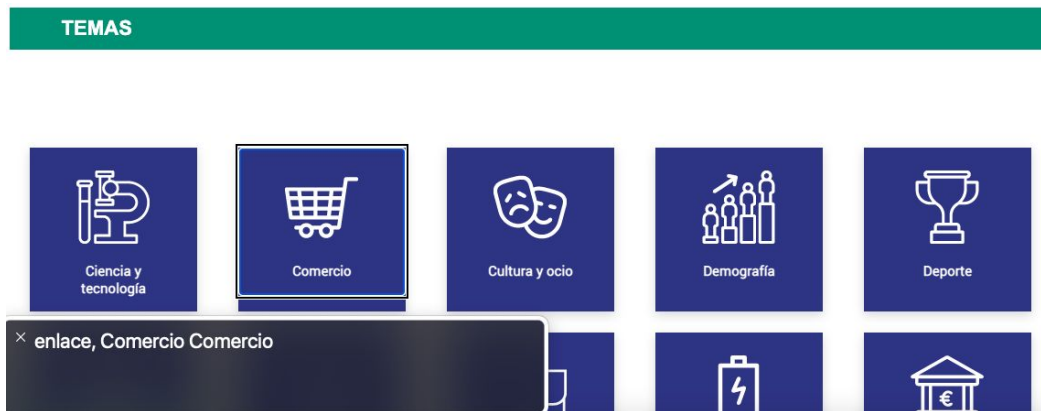 TEMAS
Ciencia y
tecnología
Comercio
Cultura y ocio
Demografía
Deporte
× enlace, Comercio Comercio
€